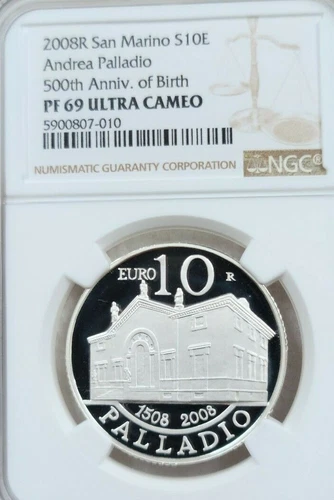 2008R San Marino S10E
Andrea Palladio
500th Anniv. of Birth
PF 69 ULTRA CAMEO
5900807-010
NUMISMATIC GUARANTY CORPORATION
NGC
EURO 10 R
1508 2008
PALLADIO